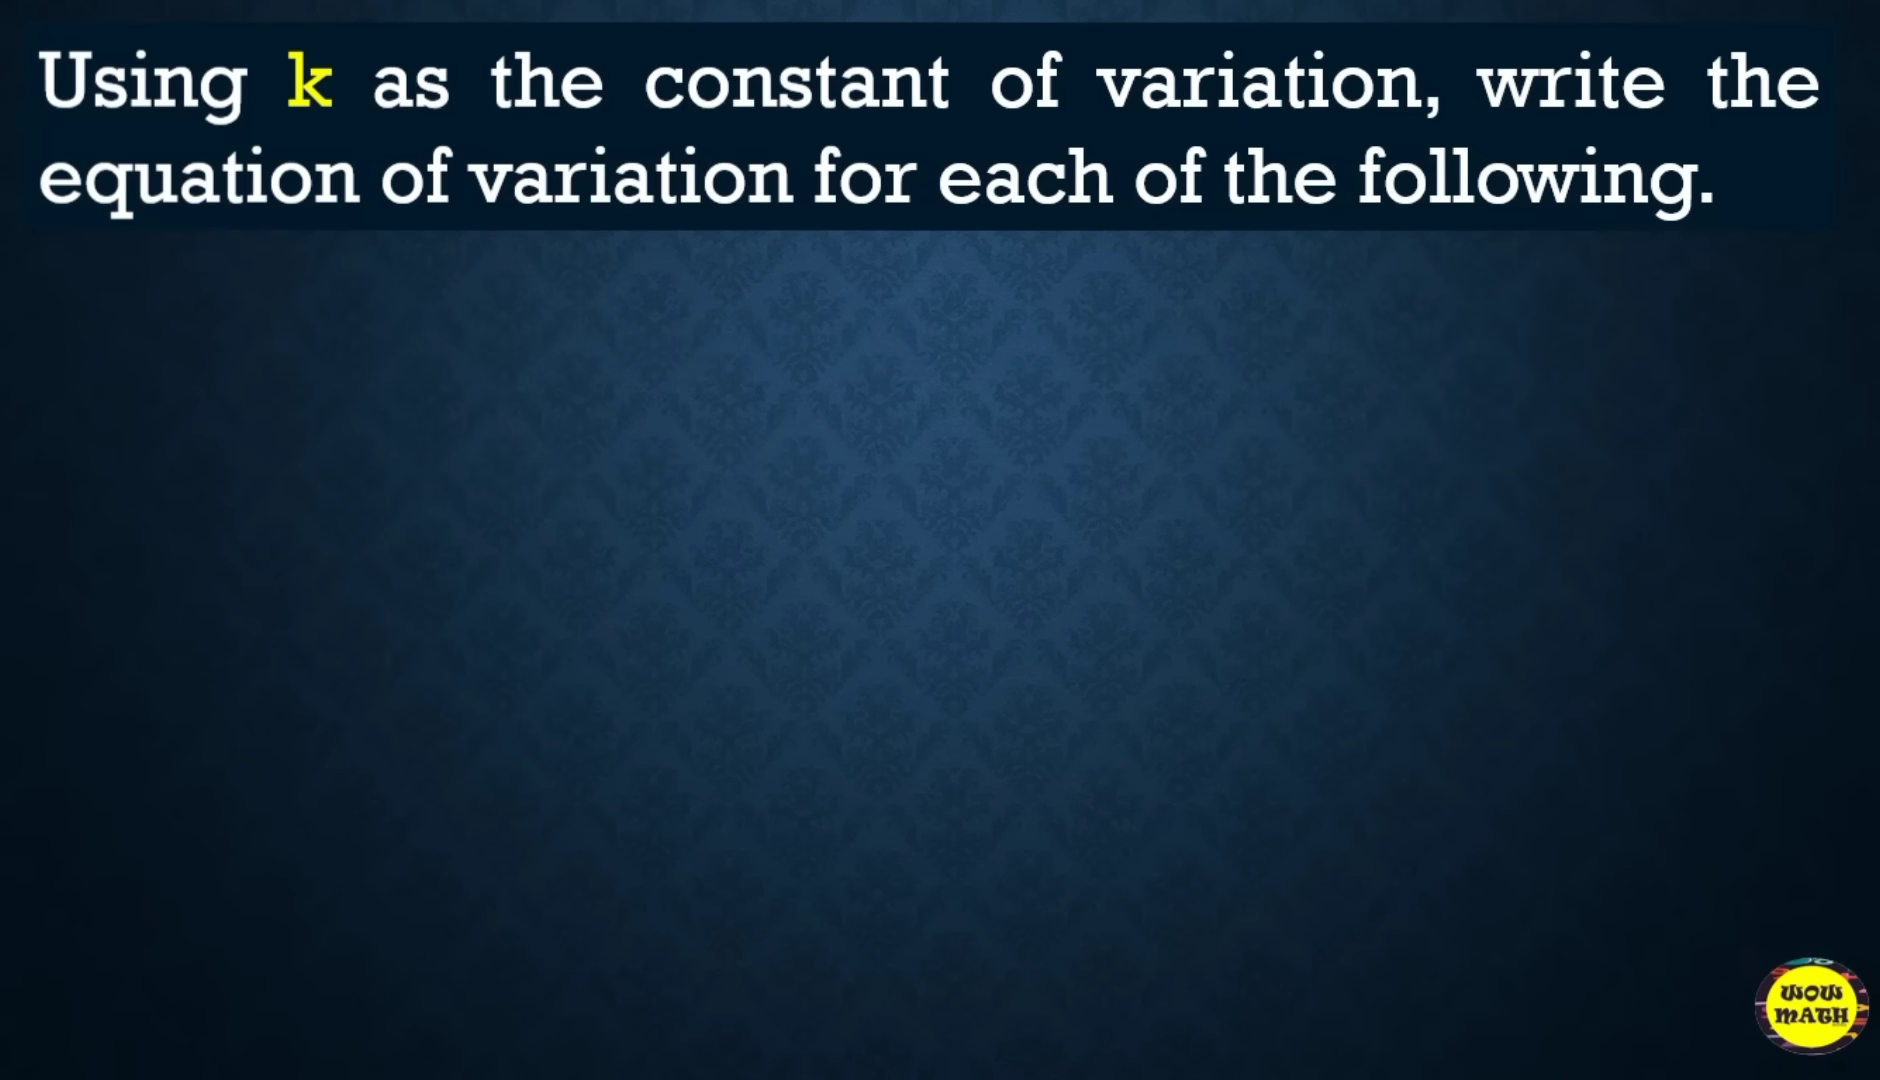 Using k as the constant of variation, write the
equation of variation for each of the following.
WOW
MATH